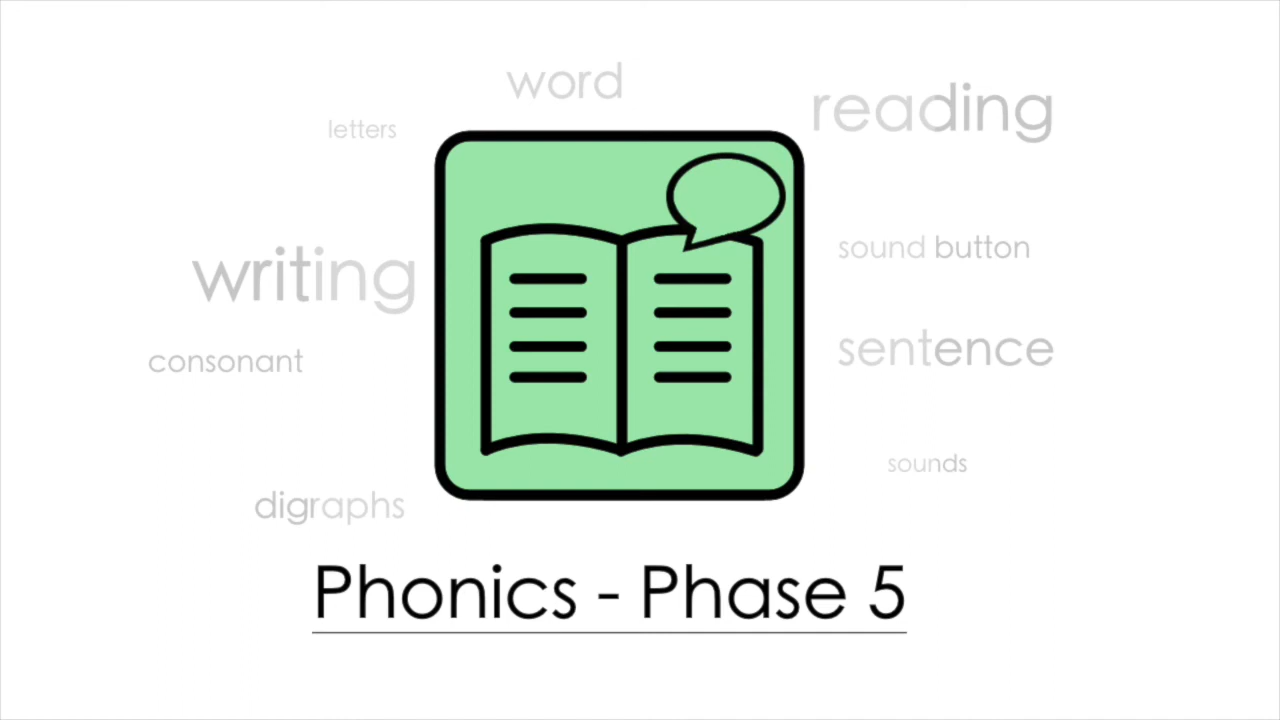 word
reading
letters
sound button
writing
sentence
consonant
sounds
digraphs
Phonics - Phase 5